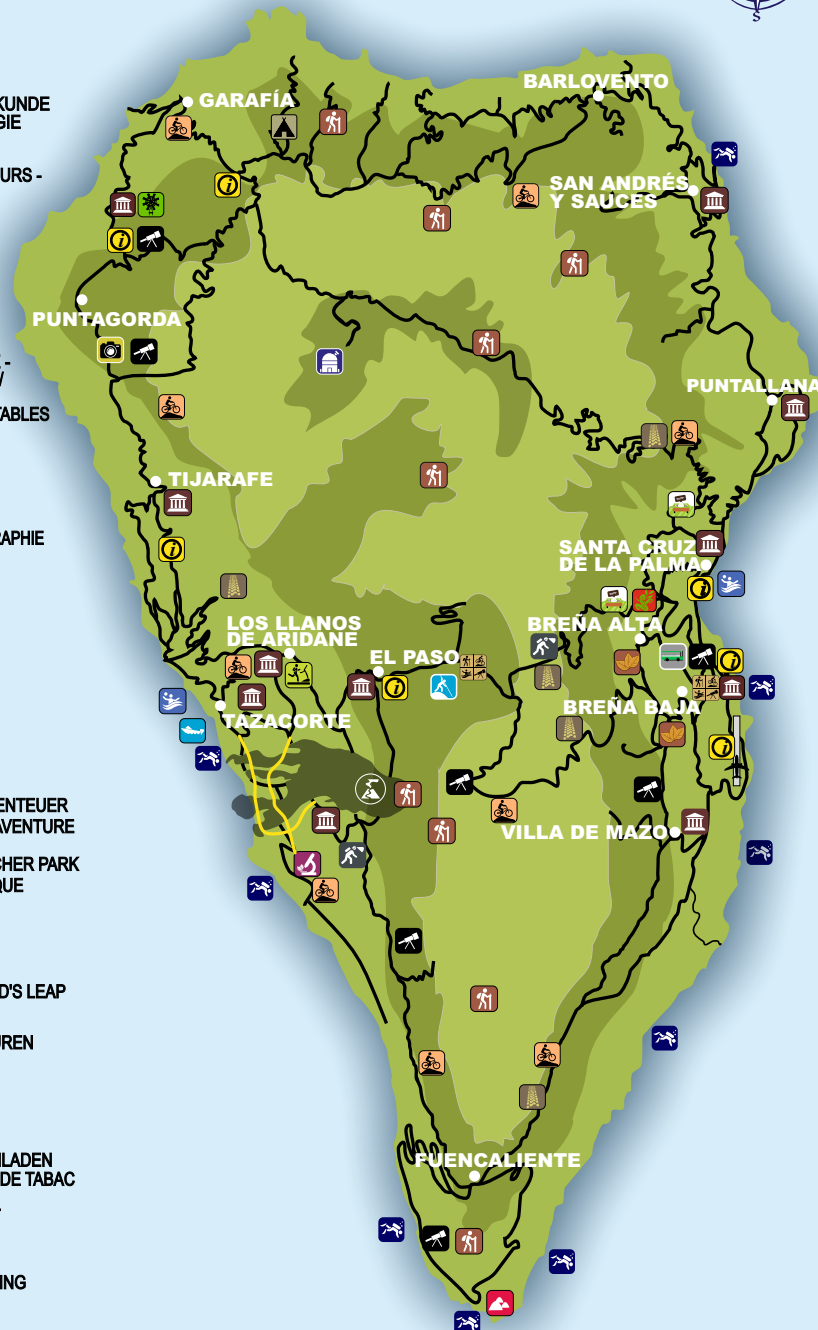 S
KUNDE
GIE
GARAFÍA
BARLOVENTO
URS -
SAN ANDRÉS
Y SAUCES
PUNTAGORDA
-
TABLES
PUNTALLANA
TIJARAFE
RAPHIE
SANTA CRUZ
DE LA PALMA
LOS LLANOS
DE ARIDANE
BREÑA ALTA
EL PASO
BREÑA BAJA
TAZACORTE
ENTEUER
AVENTURE
VILLA DE MAZO
CHER PARK
QUE
D'S LEAP
UREN
FUENCALIENTE
LADEN
DE TABAC
ING